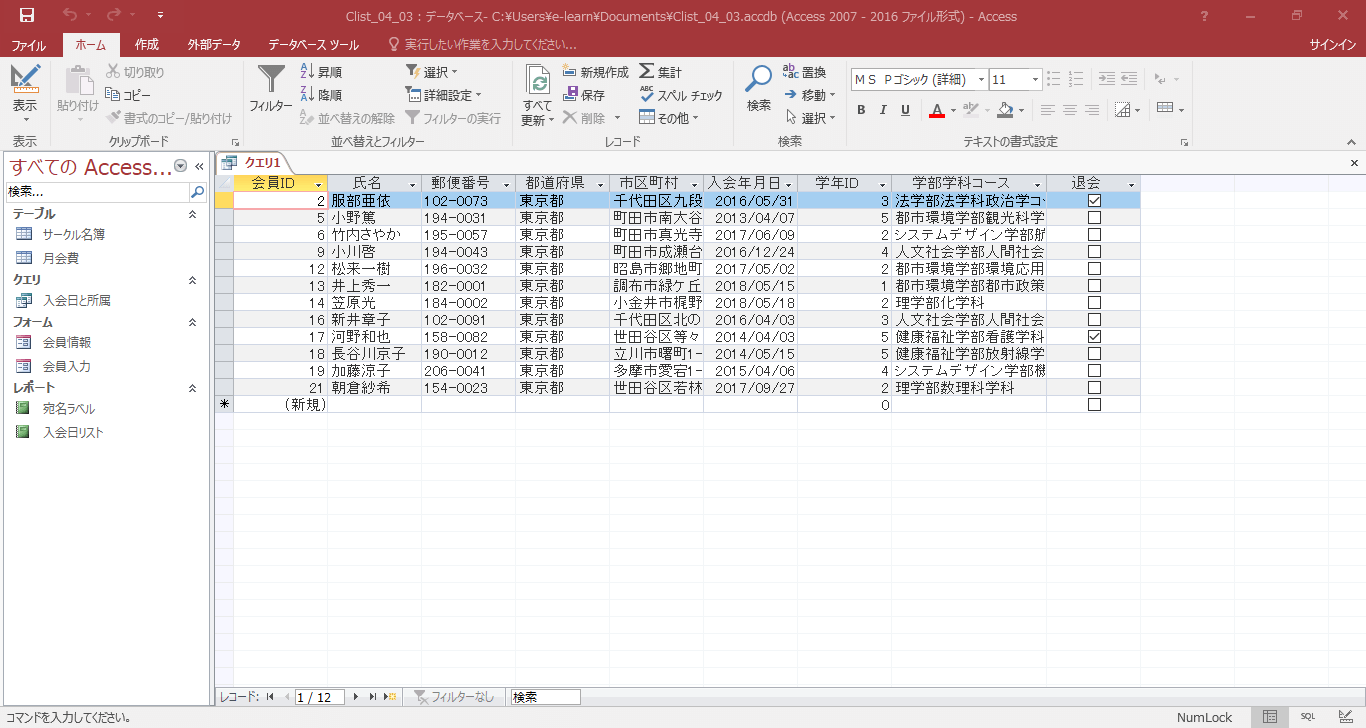 Clist_04_03 : データベース- C:¥Users¥e-learn¥Documents¥Clist_04_03.accdb (Access 2007 - 2016 ファイル形式) - Access
ファイル ホーム 作成 外部データ データベース ツール 実行したい作業を入力してください... サインイン
表示
表示
貼り付け
切り取り
コピー
書式のコピー/貼り付け
クリップボード
フィルター
昇順
降順
並べ替えの解除
選択
詳細設定
フィルターの実行
並べ替えとフィルター
すべて
更新
新規作成
保存
削除
集計
スペル チェック
その他
レコード
検索
置換
移動
選択
検索
MS Pゴシック (詳細) 11
B I U A
テキストの書式設定
すべての Access... «
検索...
テーブル
サークル名簿
月会費
クエリ
入会日と所属
フォーム
会員情報
会員入力
レポート
宛名ラベル
入会日リスト
クエリ1
会員ID 氏名 郵便番号 都道府県 市区町村 入会年月日 学年ID 学部学科コース 退会
2 服部亜依 102-0073 東京都 千代田区九段 2016/05/31 3 法学部法学科政治学コ
5 小野篤 194-0031 東京都 町田市南大谷 2013/04/07 5 都市環境学部観光科学
6 竹内さやか 195-0057 東京都 町田市真光寺 2017/06/09 2 システムデザイン学部航
9 小川啓 194-0043 東京都 町田市成瀬台 2016/12/24 4 人文社会学部人間社会
12 松来一樹 196-0032 東京都 昭島市郷地町 2017/05/02 2 都市環境学部環境応用
13 井上秀一 182-0001 東京都 調布市緑ケ丘 2018/05/15 1 都市環境学部都市政策
14 笠原光 184-0002 東京都 小金井市梶野 2016/05/18 2 理学部化学科
16 新井章子 102-0091 東京都 千代田区北の 2016/04/03 3 人文社会学部人間社会
17 河野和也 158-0082 東京都 世田谷区等々 2014/04/03 5 健康福祉学部看護学科
18 長谷川京子 190-0012 東京都 立川市曙町1- 2014/05/15 5 健康福祉学部放射線学
19 加藤涼子 206-0041 東京都 多摩市愛宕1- 2015/04/06 4 システムデザイン学部機
21 朝倉紗希 154-0023 東京都 世田谷区若林 2017/09/27 2 理学部数理科学科
* (新規) 0
レコード: 1 / 12 フィルターなし 検索
コマンドを入力してください。 NumLock SQL